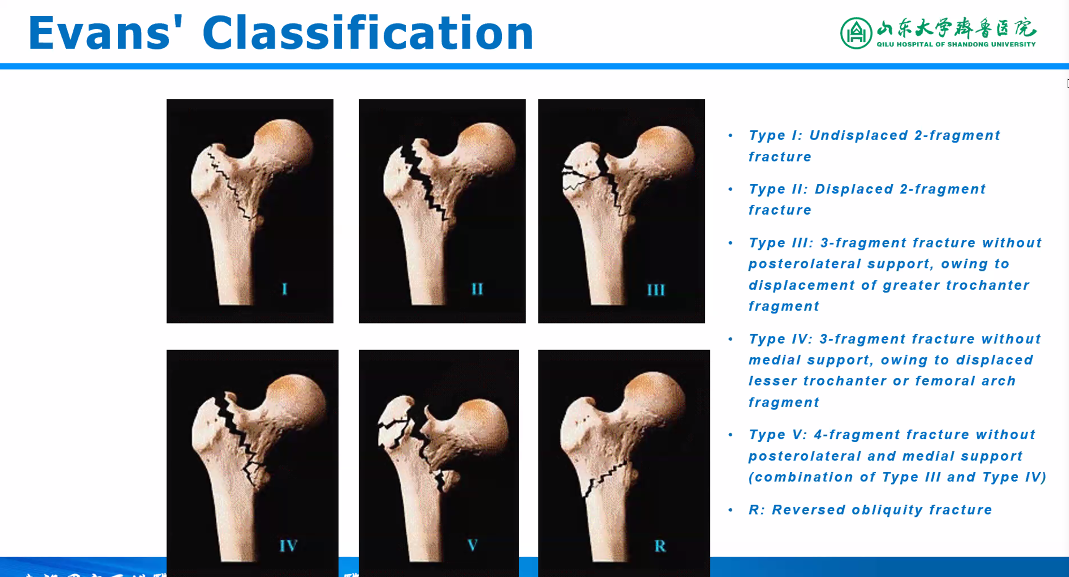 Evans' Classification
山东大学齊鲁医院
QILU HOSPITAL OF SHANDONG UNIVERSITY
I
II
III
IV
V
R
• Type I: Undisplaced 2-fragment
fracture
• Type II: Displaced 2-fragment
fracture
• Type III: 3-fragment fracture without
posterolateral support, owing to
displacement of greater trochanter
fragment
• Type IV: 3-fragment fracture without
medial support, owing to displaced
lesser trochanter or femoral arch
fragment
• Type V: 4-fragment fracture without
posterolateral and medial support
(combination of Type III and Type IV)
• R: Reversed obliquity fracture